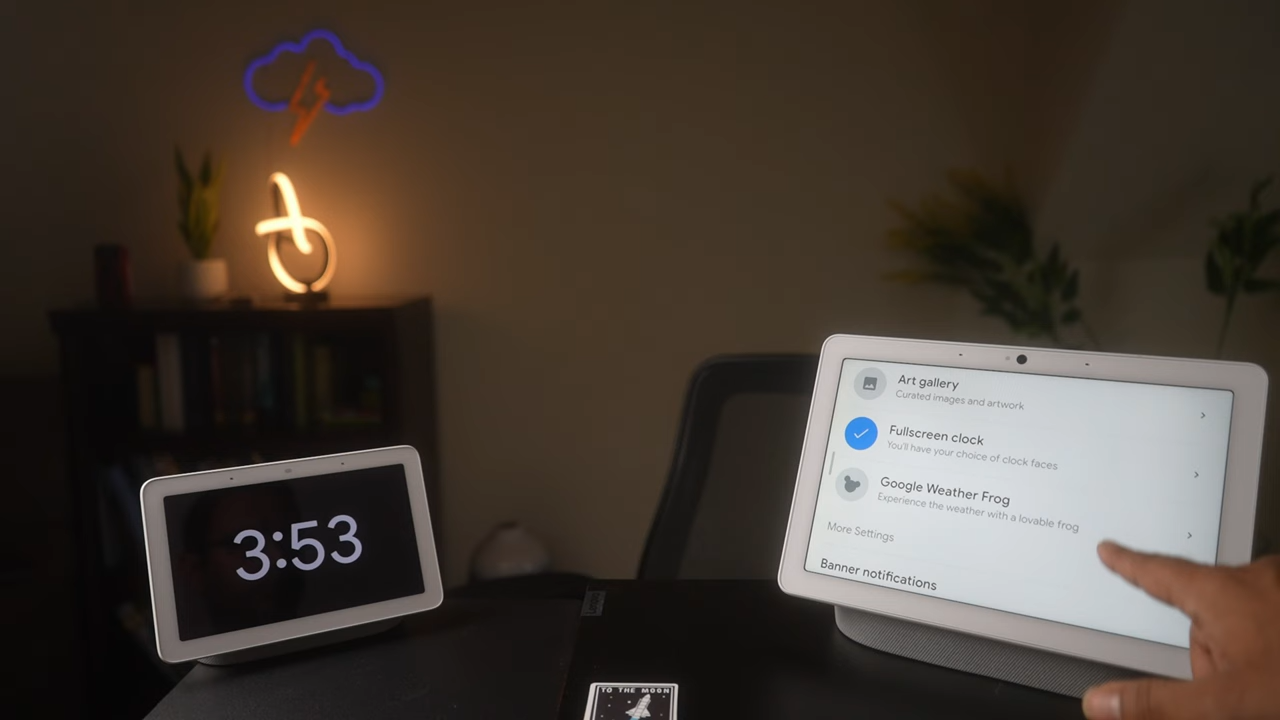 Art gallery
Curated images and artwork
Fullscreen clock
You'll have your choice of clock faces
Google Weather Frog
Experience the weather with a lovable frog
More Settings
Banner notifications
3:53
Lenovo
TO THE MOON